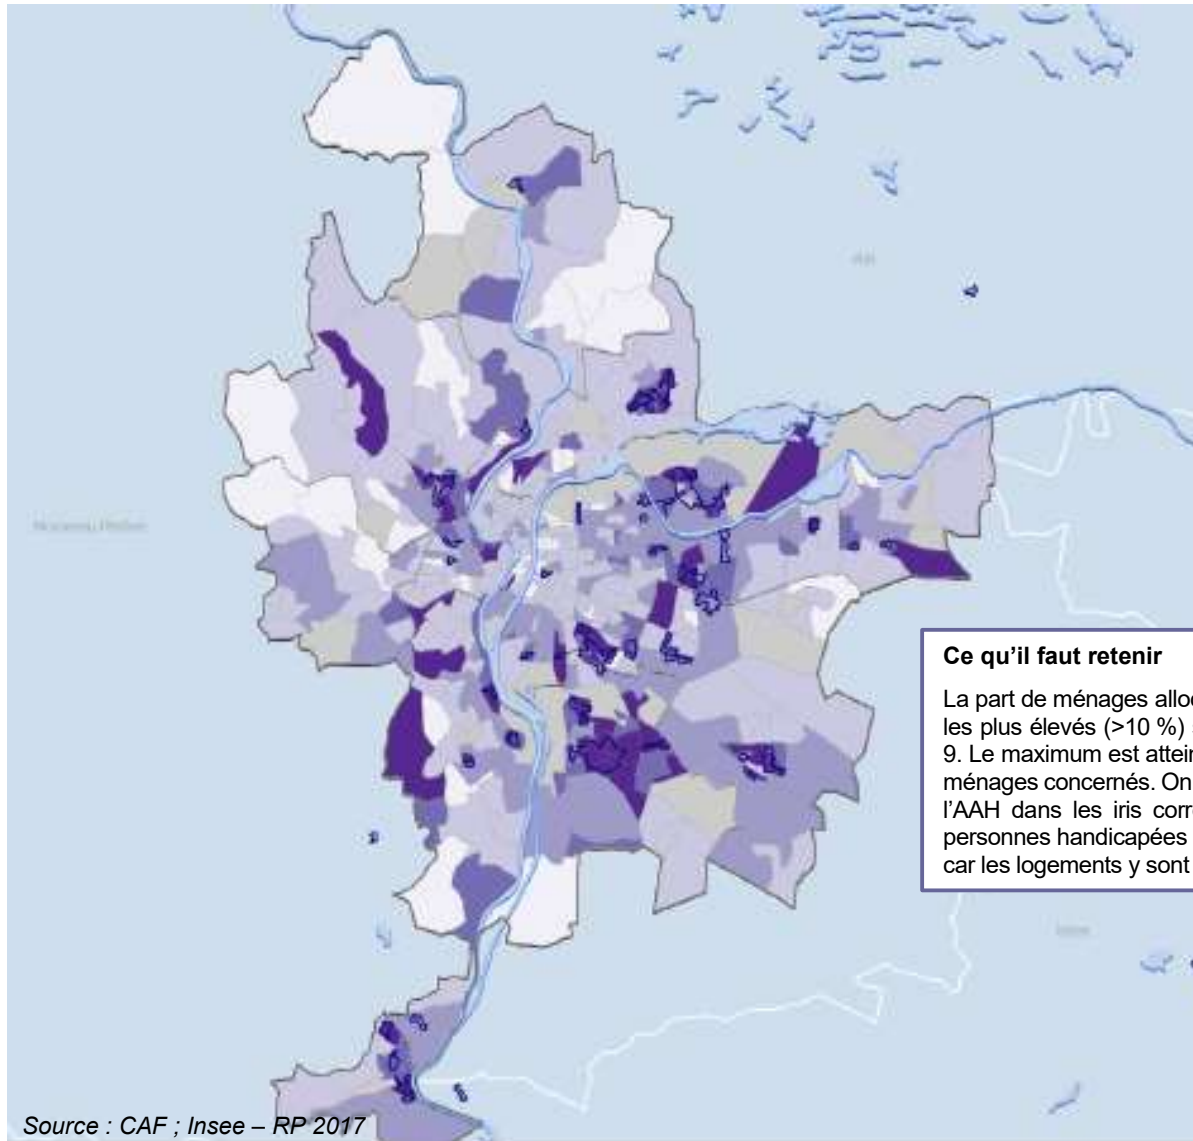 Ain
Ce qu’il faut retenir
La part de ménages alloc
les plus élevés (>10 %)
9. Le maximum est attein
ménages concernés. On
l’AAH dans les iris corr
personnes handicapées
car les logements y sont
Isère
Source : CAF ; Insee – RP 2017